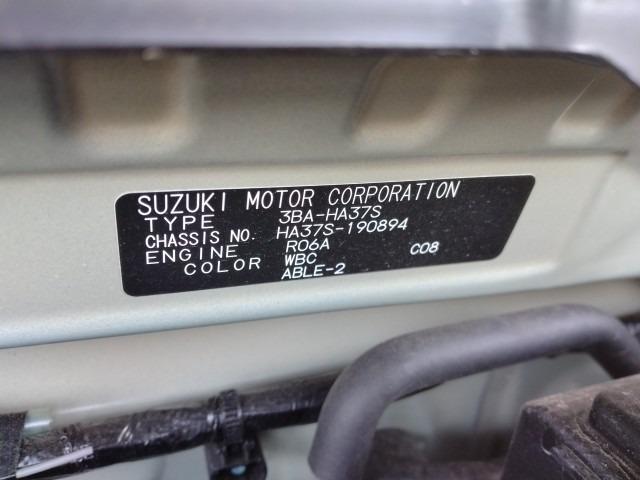 SUZUKI MOTOR CORPORATION
TYPE 3BA-HA37S
CHASSIS NO. HA37S-190894
ENGINE R06A C08
COLOR WBC
ABLE-2